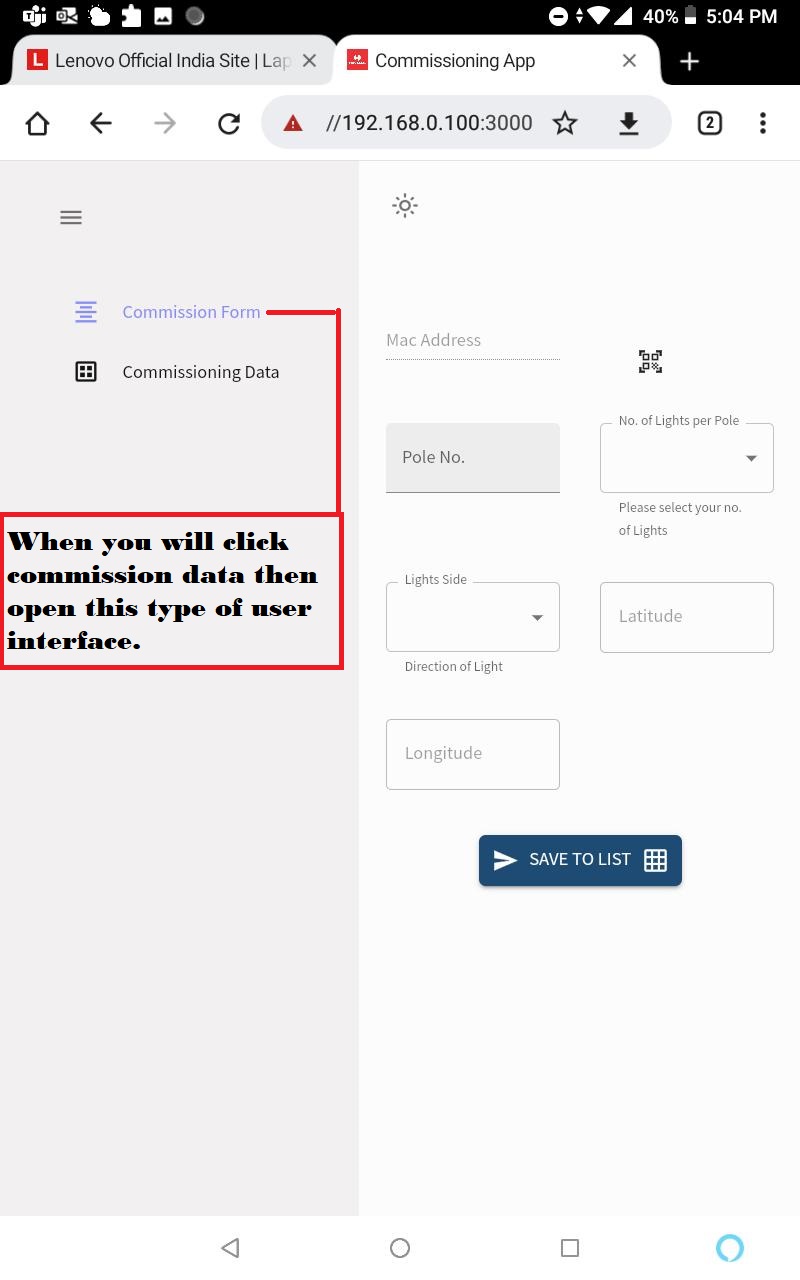 40% 5:04 PM
L Lenovo Official India Site | Lap
Commissioning App
//192.168.0.100:3000
2
Commission Form
Commissioning Data
When you will click
commission data then
open this type of user
interface.
Mac Address
Pole No.
No. of Lights per Pole
Please select your no.
of Lights
Lights Side
Direction of Light
Latitude
Longitude
SAVE TO LIST